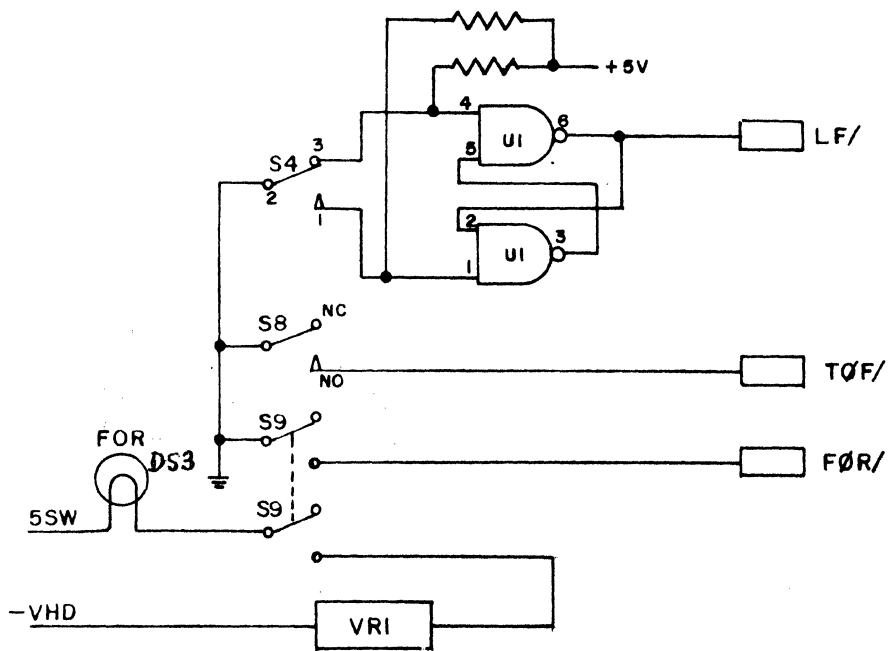 +5V
4
6
U1
LF/
5
3
S4
2
1
2
3
U1
1
S8
NC
NO
TØF/
S9
FOR
DS3
FØR/
5SW
S9
-VHD
VR1